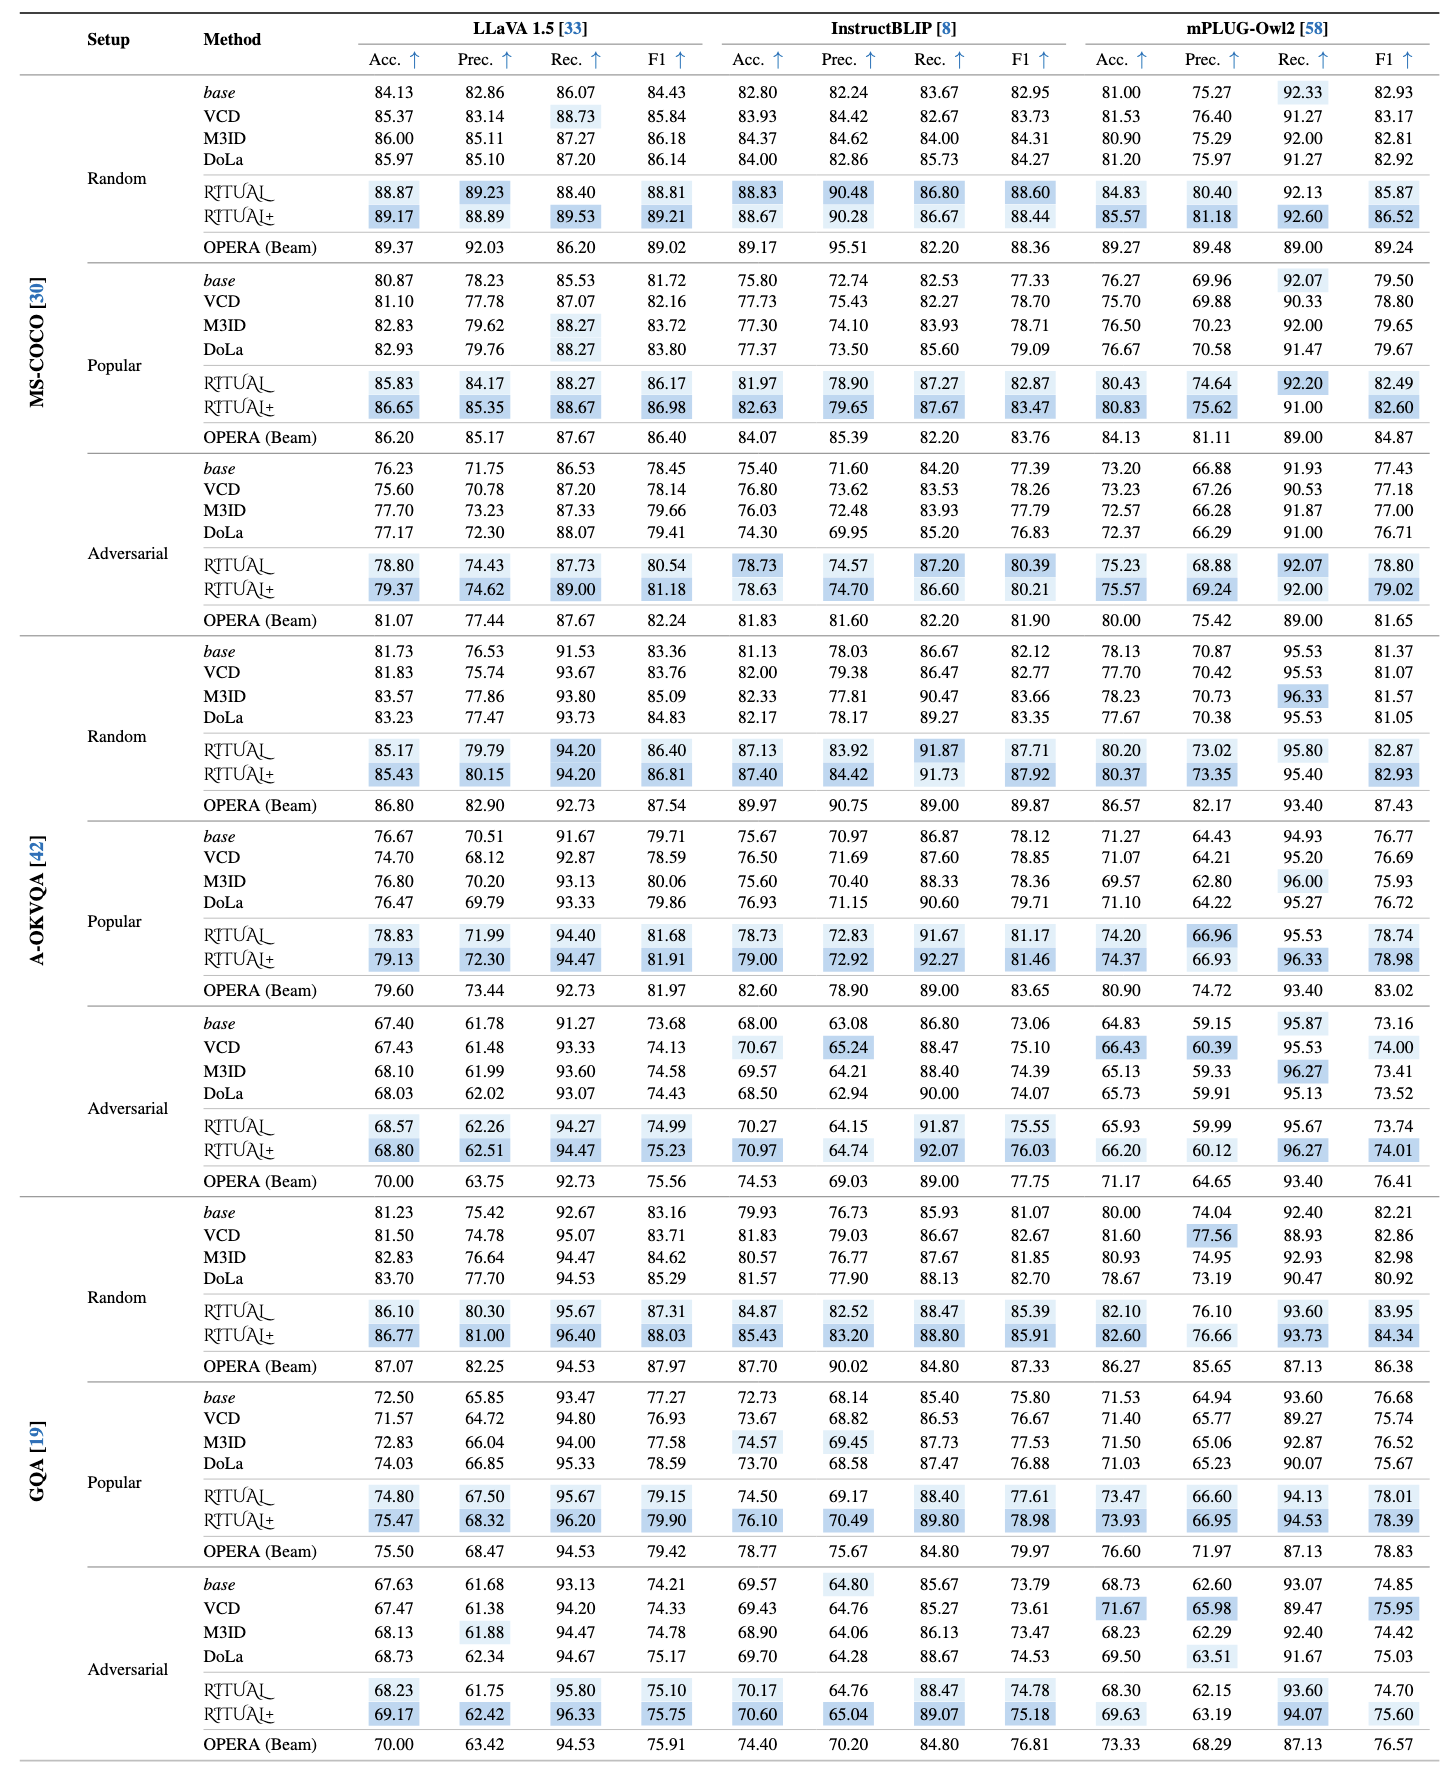 Setup Method LLaVA 1.5 [33] InstructBLIP [8] mPLUG-Owl2 [58]
Acc. ↑ Prec. ↑ Rec. ↑ F1 ↑ Acc. ↑ Prec. ↑ Rec. ↑ F1 ↑ Acc. ↑ Prec. ↑ Rec. ↑ F1 ↑
MS-COCO [30]
Random
base 84.13 82.86 86.07 84.43 82.80 82.24 83.67 82.95 81.00 75.27 92.33 82.93
VCD 85.37 83.14 88.73 85.84 83.93 84.42 82.67 83.73 81.53 76.40 91.27 83.17
M3ID 86.00 85.11 87.27 86.18 84.37 84.62 84.00 84.31 80.90 75.29 92.00 82.81
DoLa 85.97 85.10 87.20 86.14 84.00 82.86 85.73 84.27 81.20 75.97 91.27 82.92
RITUAL 88.87 89.23 88.40 88.81 88.83 90.48 86.80 88.60 84.83 80.40 92.13 85.87
RITUAL+ 89.17 88.89 89.53 89.21 88.67 90.28 86.67 88.44 85.57 81.18 92.60 86.52
OPERA (Beam) 89.37 92.03 86.20 89.02 89.17 95.51 82.20 88.36 89.27 89.48 89.00 89.24
Popular
base 80.87 78.23 85.53 81.72 75.80 72.74 82.53 77.33 76.27 69.96 92.07 79.50
VCD 81.10 77.78 87.07 82.16 77.73 75.43 82.27 78.70 75.70 69.88 90.33 78.80
M3ID 82.83 79.62 88.27 83.72 77.30 74.10 83.93 78.71 76.50 70.23 92.00 79.65
DoLa 82.93 79.76 88.27 83.80 77.37 73.50 85.60 79.09 76.67 70.58 91.47 79.67
RITUAL 85.83 84.17 88.27 86.17 81.97 78.90 87.27 82.87 80.43 74.64 92.20 82.49
RITUAL+ 86.65 85.35 88.67 86.98 82.63 79.65 87.67 83.47 80.83 75.62 91.00 82.60
OPERA (Beam) 86.20 85.17 87.67 86.40 84.07 85.39 82.20 83.76 84.13 81.11 89.00 84.87
Adversarial
base 76.23 71.75 86.53 78.45 75.40 71.60 84.20 77.39 73.20 66.88 91.93 77.43
VCD 75.60 70.78 87.20 78.14 76.80 73.62 83.53 78.26 73.23 67.26 90.53 77.18
M3ID 77.70 73.23 87.33 79.66 76.03 72.48 83.93 77.79 72.57 66.28 91.87 77.00
DoLa 77.17 72.30 88.07 79.41 74.30 69.95 85.20 76.83 72.37 66.29 91.00 76.71
RITUAL 78.80 74.43 87.73 80.54 78.73 74.57 87.20 80.39 75.23 68.88 92.07 78.80
RITUAL+ 79.37 74.62 89.00 81.18 78.63 74.70 86.60 80.21 75.57 69.24 92.00 79.02
OPERA (Beam) 81.07 77.44 87.67 82.24 81.83 81.60 82.20 81.90 80.00 75.42 89.00 81.65
A-OKVQA [42]
Random
base 81.73 76.53 91.53 83.36 81.13 78.03 86.67 82.12 78.13 70.87 95.53 81.37
VCD 81.83 75.74 93.67 83.76 82.00 79.38 86.47 82.77 77.70 70.42 95.53 81.07
M3ID 83.57 77.86 93.80 85.09 82.33 77.81 90.47 83.66 78.23 70.73 96.33 81.57
DoLa 83.23 77.47 93.73 84.83 82.17 78.17 89.27 83.35 77.67 70.38 95.53 81.05
RITUAL 85.17 79.79 94.20 86.40 87.13 83.92 91.87 87.71 80.20 73.02 95.80 82.87
RITUAL+ 85.43 80.15 94.20 86.81 87.40 84.42 91.73 87.92 80.37 73.35 95.40 82.93
OPERA (Beam) 86.80 82.90 92.73 87.54 89.97 90.75 89.00 89.87 86.57 82.17 93.40 87.43
Popular
base 76.67 70.51 91.67 79.71 75.67 70.97 86.87 78.12 71.27 64.43 94.93 76.77
VCD 74.70 68.12 92.87 78.59 76.50 71.69 87.60 78.85 71.07 64.21 95.20 76.69
M3ID 76.80 70.20 93.13 80.06 75.60 70.40 88.33 78.36 69.57 62.80 96.00 75.93
DoLa 76.47 69.79 93.33 79.86 76.93 71.15 90.60 79.71 71.10 64.22 95.27 76.72
RITUAL 78.83 71.99 94.40 81.68 78.73 72.83 91.67 81.17 74.20 66.96 95.53 78.74
RITUAL+ 79.13 72.30 94.47 81.91 79.00 72.92 92.27 81.46 74.37 66.93 96.33 78.98
OPERA (Beam) 79.60 73.44 92.73 81.97 82.60 78.90 89.00 83.65 80.90 74.72 93.40 83.02
Adversarial
base 67.40 61.78 91.27 73.68 68.00 63.08 86.80 73.06 64.83 59.15 95.87 73.16
VCD 67.43 61.48 93.33 74.13 70.67 65.24 88.47 75.10 66.43 60.39 95.53 74.00
M3ID 68.10 61.99 93.60 74.58 69.57 64.21 88.40 74.39 65.13 59.33 96.27 73.41
DoLa 68.03 62.02 93.07 74.43 68.50 62.94 90.00 74.07 65.73 59.91 95.13 73.52
RITUAL 68.57 62.26 94.27 74.99 70.27 64.15 91.87 75.55 65.93 59.99 95.67 73.74
RITUAL+ 68.80 62.51 94.47 75.23 70.97 64.74 92.07 76.03 66.20 60.12 96.27 74.01
OPERA (Beam) 70.00 63.75 92.73 75.56 74.53 69.03 89.00 77.75 71.17 64.65 93.40 76.41
GQA [19]
Random
base 81.23 75.42 92.67 83.16 79.93 76.73 85.93 81.07 80.00 74.04 92.40 82.21
VCD 81.50 74.78 95.07 83.71 81.83 79.03 86.67 82.67 81.60 77.56 88.93 82.86
M3ID 82.83 76.64 94.47 84.62 80.57 76.77 87.67 81.85 80.93 74.95 92.93 82.98
DoLa 83.70 77.70 94.53 85.29 81.57 77.90 88.13 82.70 78.67 73.19 90.47 80.92
RITUAL 86.10 80.30 95.67 87.31 84.87 82.52 88.47 85.39 82.10 76.10 93.60 83.95
RITUAL+ 86.77 81.00 96.40 88.03 85.43 83.20 88.80 85.91 82.60 76.66 93.73 84.34
OPERA (Beam) 87.07 82.25 94.53 87.97 87.70 90.02 84.80 87.33 86.27 85.65 87.13 86.38
Popular
base 72.50 65.85 93.47 77.27 72.73 68.14 85.40 75.80 71.53 64.94 93.60 76.68
VCD 71.57 64.72 94.80 76.93 73.67 68.82 86.53 76.67 71.40 65.77 89.27 75.74
M3ID 72.83 66.04 94.00 77.58 74.57 69.45 87.73 77.53 71.50 65.06 92.87 76.52
DoLa 74.03 66.85 95.33 78.59 73.70 68.58 87.47 76.88 71.03 65.23 90.07 75.67
RITUAL 74.80 67.50 95.67 79.15 74.50 69.17 88.40 77.61 73.47 66.60 94.13 78.01
RITUAL+ 75.47 68.32 96.20 79.90 76.10 70.49 89.80 78.98 73.93 66.95 94.53 78.39
OPERA (Beam) 75.50 68.47 94.53 79.42 78.77 75.67 84.80 79.97 76.60 71.97 87.13 78.83
Adversarial
base 67.63 61.68 93.13 74.21 69.57 64.80 85.67 73.79 68.73 62.60 93.07 74.85
VCD 67.47 61.38 94.20 74.33 69.43 64.76 85.27 73.61 71.67 65.98 89.47 75.95
M3ID 68.13 61.88 94.47 74.78 68.90 64.06 86.13 73.47 68.23 62.29 92.40 74.42
DoLa 68.73 62.34 94.67 75.17 69.70 64.28 88.67 74.53 69.50 63.51 91.67 75.03
RITUAL 68.23 61.75 95.80 75.10 70.17 64.76 88.47 74.78 68.30 62.15 93.60 74.70
RITUAL+ 69.17 62.42 96.33 75.75 70.60 65.04 89.07 75.18 69.63 63.19 94.07 75.60
OPERA (Beam) 70.00 63.42 94.53 75.91 74.40 70.20 84.80 76.81 73.33 68.29 87.13 76.57